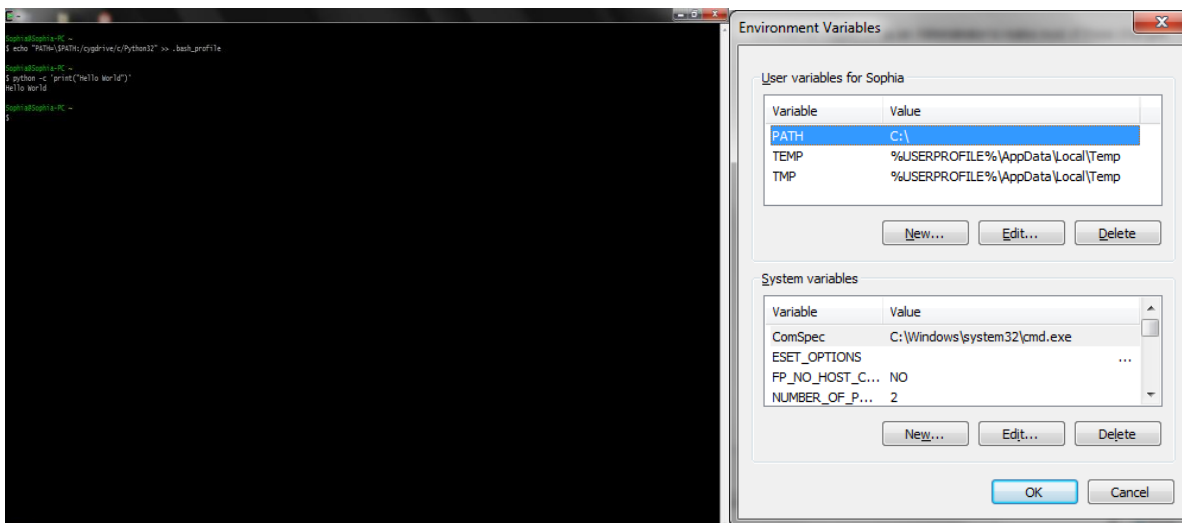 ~
Sophia@Sophia-PC ~
$ echo "PATH=\$PATH:/cygdrive/c/Python32" >> .bash_profile
Sophia@Sophia-PC ~
$ python -c 'print("Hello World")'
Hello World
Sophia@Sophia-PC ~
$
Environment Variables
User variables for Sophia
Variable Value
PATH C:\
TEMP %USERPROFILE%\AppData\Local\Temp
TMP %USERPROFILE%\AppData\Local\Temp
New... Edit... Delete
System variables
Variable Value
ComSpec C:\Windows\system32\cmd.exe
ESET_OPTIONS ...
FP_NO_HOST_C... NO
NUMBER_OF_P... 2
New... Edit... Delete
OK Cancel